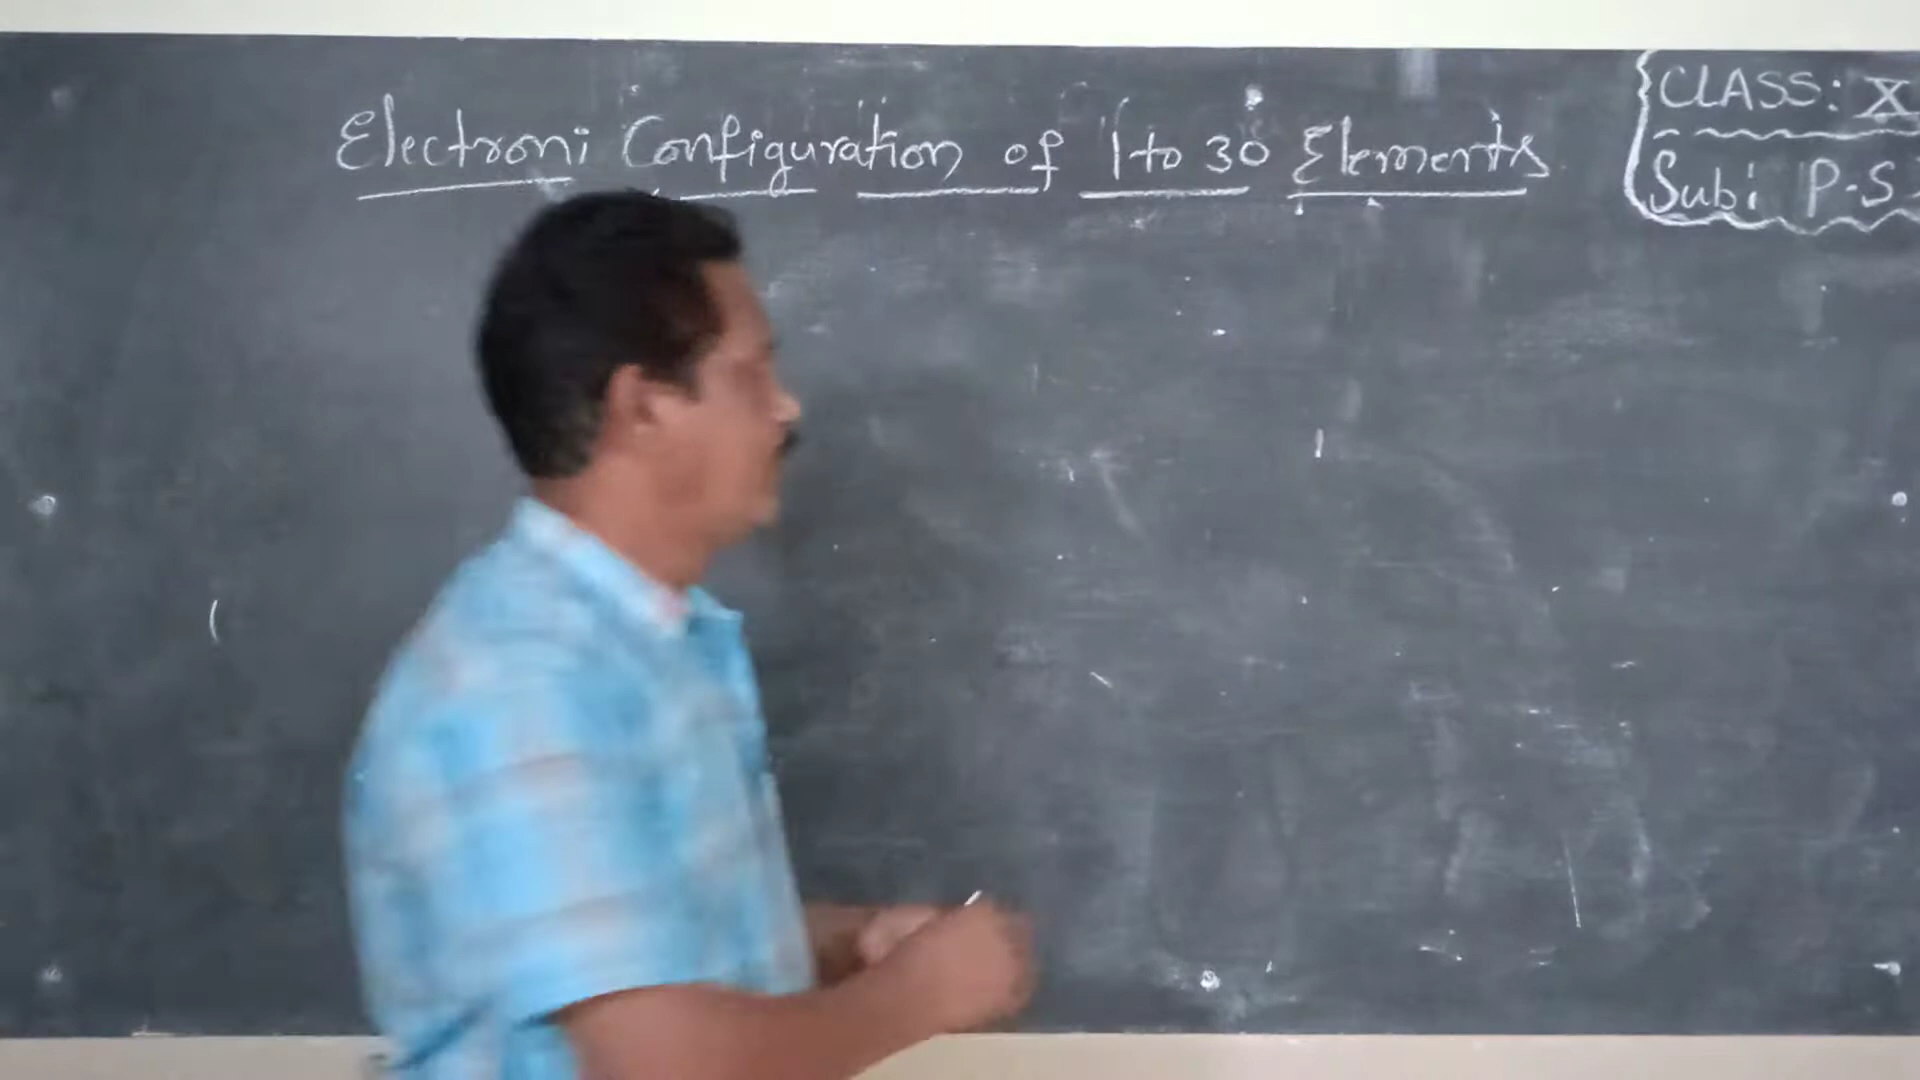 Electroni Configuration of 1 to 30 Elements
CLASS: X
Sub: P.S